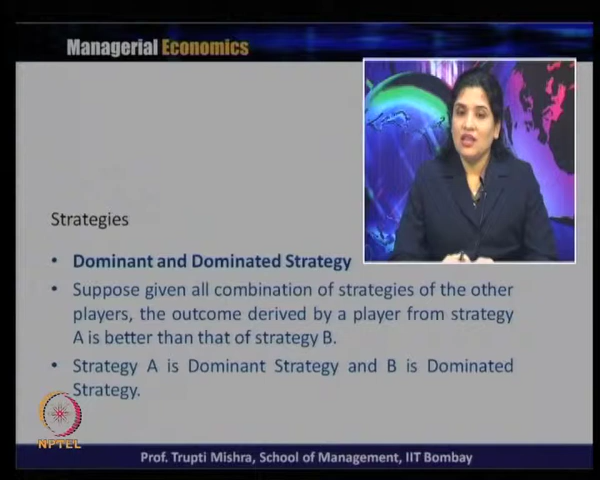 Managerial Economics
Strategies
• Dominant and Dominated Strategy
• Suppose given all combination of strategies of the other
players, the outcome derived by a player from strategy
A is better than that of strategy B.
• Strategy A is Dominant Strategy and B is Dominated
Strategy.
NPTEL
Prof. Trupti Mishra, School of Management, IIT Bombay